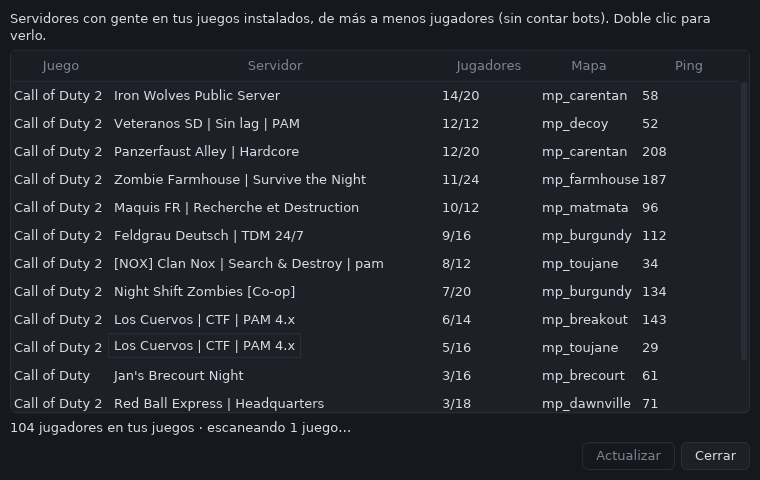 Servidores con gente en tus juegos instalados, de más a menos jugadores (sin contar bots). Doble clic para
verlo.
Juego Servidor Jugadores Mapa Ping
Call of Duty 2 Iron Wolves Public Server 14/20 mp_carentan 58
Call of Duty 2 Veteranos SD | Sin lag | PAM 12/12 mp_decoy 52
Call of Duty 2 Panzerfaust Alley | Hardcore 12/20 mp_carentan 208
Call of Duty 2 Zombie Farmhouse | Survive the Night 11/24 mp_farmhouse 187
Call of Duty 2 Maquis FR | Recherche et Destruction 10/12 mp_matmata 96
Call of Duty 2 Feldgrau Deutsch | TDM 24/7 9/16 mp_burgundy 112
Call of Duty 2 [NOX] Clan Nox | Search & Destroy | pam 8/12 mp_toujane 34
Call of Duty 2 Night Shift Zombies [Co-op] 7/20 mp_burgundy 134
Call of Duty 2 Los Cuervos | CTF | PAM 4.x 6/14 mp_breakout 143
Call of Duty 2 Los Cuervos | CTF | PAM 4.x 5/16 mp_toujane 29
Call of Duty Jan's Brecourt Night 3/16 mp_brecourt 61
Call of Duty 2 Red Ball Express | Headquarters 3/18 mp_dawnville 71
104 jugadores en tus juegos · escaneando 1 juego...
Actualizar Cerrar